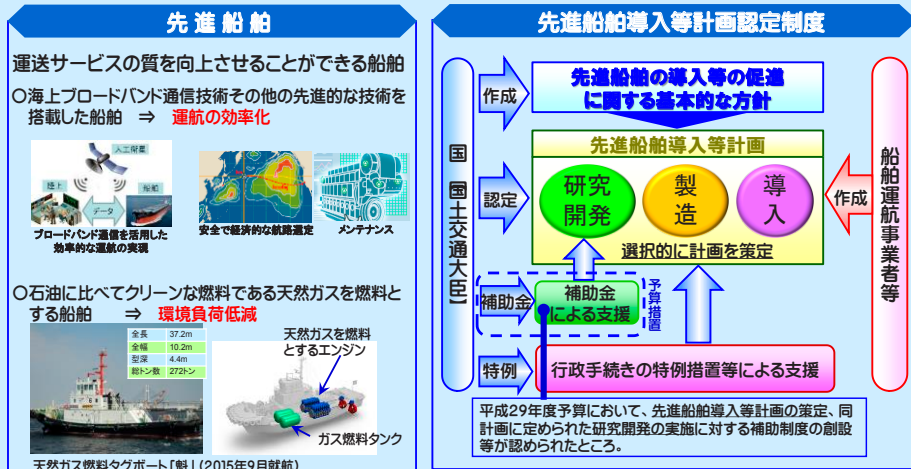 先進船舶
運送サービスの質を向上させることができる船舶
○海上ブロードバンド通信技術その他の先進的な技術を
搭載した船舶 ⇒ 運航の効率化
人工衛星
陸上
船舶
データ
ブロードバンド通信を活用した
効率的な運航の実現
安全で経済的な航路選定
メンテナンス
○石油に比べてクリーンな燃料である天然ガスを燃料と
する船舶 ⇒ 環境負荷低減
全長 37.2m
全幅 10.2m
型深 4.4m
総トン数 272トン
天然ガスを燃料
とするエンジン
ガス燃料タンク
天然ガス燃料タグボート「魁」(2015年9月就航)
先進船舶導入等計画認定制度
国【国土交通大臣】
作成
先進船舶の導入等の促進
に関する基本的な方針
認定
先進船舶導入等計画
研究
開発
製
造
導
入
選択的に計画を策定
作成
船舶運航事業者等
補助金
補助金
による支援
予算措置
特例
行政手続きの特例措置等による支援
平成29年度予算において、先進船舶導入等計画の策定、同
計画に定められた研究開発の実施に対する補助制度の創設
等が認められたところ。